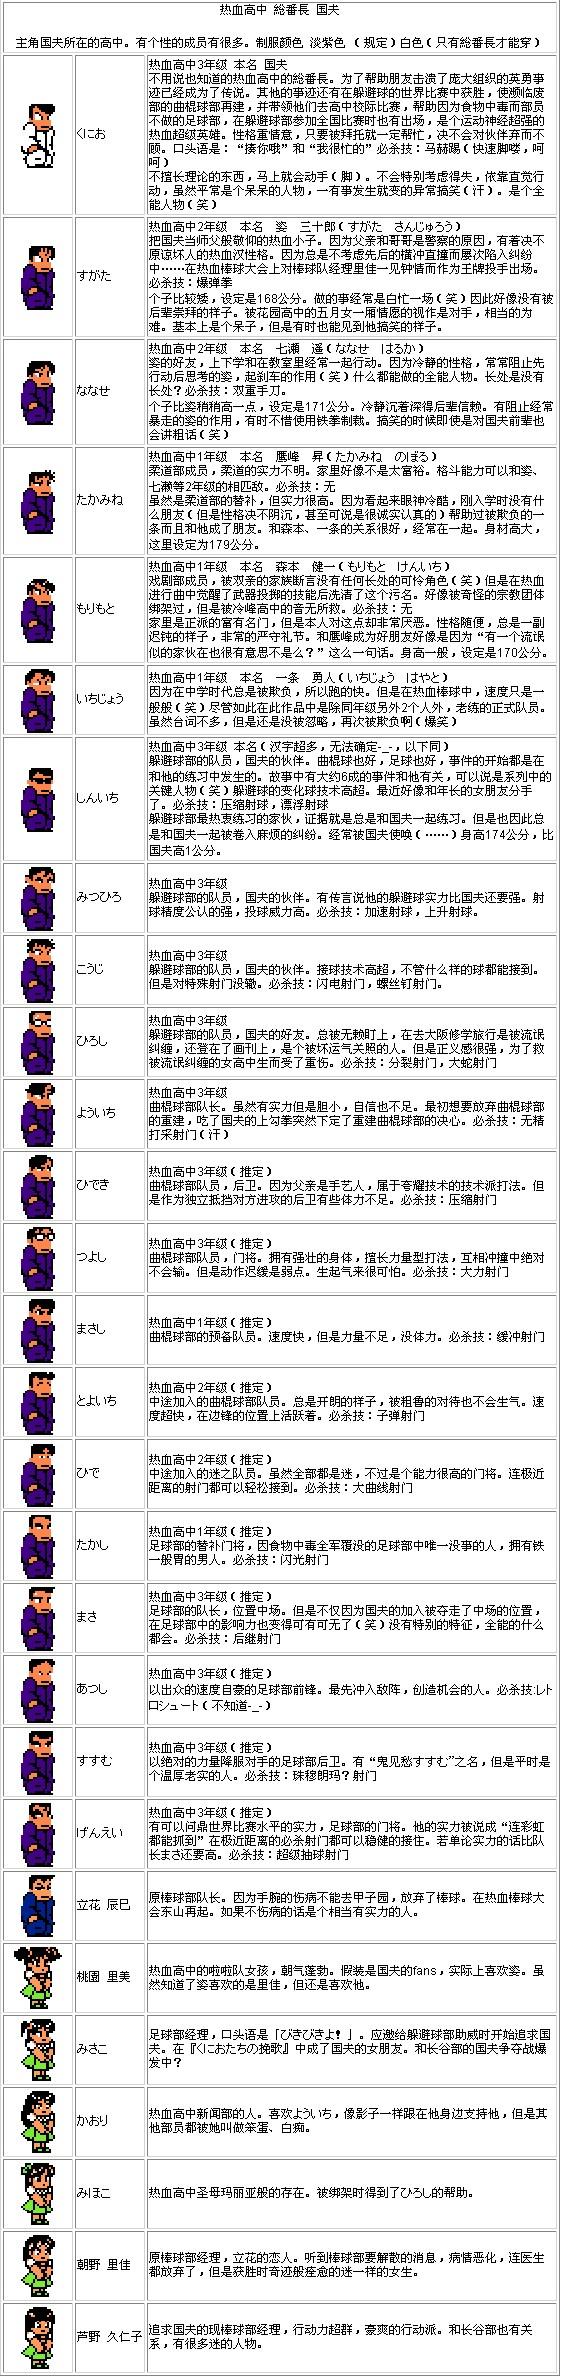 热血高中 総番長 国夫
主角国夫所在的高中。有个性的成员有很多。制服颜色 淡紫色 （规定）白色（只有総番长才能穿）
くにお
热血高中3年级 本名 国夫
不用说也知道的热血高中的総番長。为了帮助朋友击溃了庞大组织的英勇事
迹已经成为了传说。其他的事迹还有在躲避球的世界比赛中获胜，使濒临废
部的曲棍球部再建，并带领他们去高中校际比赛，帮助因为食物中毒而部员
不做的足球部，在躲避球部参加全国比赛时也有出场，是个运动神经超强的
热血超级英雄。性格重情意，只要被拜托就一定帮忙，决不会对伙伴弃而不
顾。口头语是：“揍你哦”和“我很忙的”必杀技：马赫踢（快速脚喽，呵
呵）
不擅长理论的东西，马上就会动手（脚）。不会特别考虑得失，依靠直觉行
动，虽然平常是个呆呆的人物，一有事发生就变的异常搞笑（汗）。是个全
能人物（笑）
すがた
热血高中2年级　本名　姿　三十郎（すがた　さんじゅろう）
把国夫当师父般敬仰的热血小子。因为父亲和哥哥是警察的原因，有着决不
原谅坏人的热血汉性格。因为总是不考虑先后的横冲直撞而屡次陷入纠纷
中……在热血棒球大会上对棒球队经理里佳一见钟情而作为王牌投手出场。
必杀技：爆弹拳
个子比较矮，设定是168公分。做的事经常是白忙一场（笑）因此好像没有被
后辈崇拜的样子。被花园高中的五月女一厢情愿的视作是对手，相当的为
难。基本上是个呆子，但是有时也能见到他搞笑的样子。
ななせ
热血高中2年级　本名　七瀬　遥（ななせ　はるか）
姿的好友，上下学和在教室里经常一起行动。因为冷静的性格，常常阻止先
行动后思考的姿，起刹车的作用（笑）什么都能做的全能人物。长处是没有
长处？必杀技：双重手刀。
个子比姿稍稍高一点，设定是171公分。冷静沉着深得后辈信赖。有阻止经常
暴走的姿的作用，有时不惜使用铁拳制裁。搞笑的时候即使是对国夫前辈也
会讲粗话（笑）
たかみね
热血高中1年级　本名　鷹峰　昇（たかみね　のぼる）
柔道部成员，柔道的实力不明。家里好像不是太富裕。格斗能力可以和姿、
七瀬等2年级的相匹敌。必杀技：无
虽然是柔道部的替补，但实力很高。因为看起来眼神冷酷，刚入学时没有什
么朋友（但是性格决不阴沉，甚至可说是很诚实认真的）帮助过被欺负的一
条而且和他成了朋友。和森本、一条的关系很好，经常在一起。身材高大，
这里设定为179公分。
もりもと
热血高中1年级　本名　森本　健一（もりもと　けんいち）
戏剧部成员，被双亲的家族断言没有任何长处的可怜角色（笑）但是在热血
进行曲中觉醒了武器投掷的技能后洗清了这个污名。好像被奇怪的宗教团体
绑架过，但是被冷峰高中的音无所救。必杀技：无
家里是正派的富有名门，但是本人对这点却非常厌恶。性格随便，总是一副
迟钝的样子，非常的严守礼节。和鷹峰成为好朋友好像是因为“有一个流氓
似的家伙在也很有意思不是么？”这么一句话。身高一般，设定是170公分。
いちじょう
热血高中1年级　本名　一条　勇人（いちじょう　はやと）
因为在中学时代总是被欺负，所以跑的快。但是在热血棒球中，速度只是一
般般（笑）尽管如此在此作品中是除同年级另外2个人外，老练的正式队员。
虽然台词不多，但是还是没被忽略，再次被欺负啊（爆笑）
しんいち
热血高中3年级 本名（汉字超多，无法确定-_-，以下同）
躲避球部的队员，国夫的伙伴。曲棍球也好，足球也好，事件的开始都是在
和他的练习中发生的。故事中有大约6成的事件和他有关，可以说是系列中的
关键人物（笑）躲避球的变化球技术高超。最近好像和年长的女朋友分手
了。必杀技：压缩射球，漂浮射球
躲避球部最热衷练习的家伙，证据就是总是和国夫一起练习。但是也因此总
是和国夫一起被卷入麻烦的纠纷。经常被国夫使唤（……）身高174公分，比
国夫高1公分。
みつひろ
热血高中3年级
躲避球部的队员，国夫的伙伴。有传言说他的躲避球实力比国夫还要强。射
球精度公认的强，投球威力高。必杀技：加速射球，上升射球。
こうじ
热血高中3年级
躲避球部的队员，国夫的伙伴。接球技术高超，不管什么样的球都能接到。
但是对特殊射门没辙。必杀技：闪电射门，螺丝钉射门。
ひろし
热血高中3年级
躲避球部的队员，国夫的好友。总被无赖盯上，在去大阪修学旅行是被流氓
纠缠，还登在了画刊上，是个被坏运气关照的人。但是正义感很强，为了救
被流氓纠缠的女高中生而受了重伤。必杀技：分裂射门，大蛇射门
よういち
热血高中3年级
曲棍球部队长。虽然有实力但是胆小，自信也不足。最初想要放弃曲棍球部
的重建，吃了国夫的上勾拳突然下定了重建曲棍球部的决心。必杀技：无精
打采射门（汗）
ひでき
热血高中3年级（推定）
曲棍球部队员，后卫。因为父亲是手艺人，属于夸耀技术的技术派打法。但
是作为独立抵挡对方进攻的后卫有些体力不足。必杀技：压缩射门
つよし
热血高中3年级（推定）
曲棍球部队员，门将。拥有强壮的身体，擅长力量型打法，互相冲撞中绝对
不会输。但是动作迟缓是弱点。生起气来很可怕。必杀技：大力射门
まさし
热血高中1年级（推定）
曲棍球部的预备队员。速度快，但是力量不足，没体力。必杀技：缓冲射门
とよいち
热血高中2年级（推定）
中途加入的曲棍球部队员。总是开朗的样子，被粗鲁的对待也不会生气。速
度超快，在边锋的位置上活跃着。必杀技：子弹射门
ひで
热血高中2年级（推定）
中途加入的迷之队员。虽然全部都是迷，不过是个能力很高的门将。连极近
距离的射门都可以轻松接到。必杀技：大曲线射门
たかし
热血高中1年级（推定）
足球部的替补门将，因食物中毒全军覆没的足球部中唯一没事的人，拥有铁
一般胃的男人。必杀技：闪光射门
まさ
热血高中3年级（推定）
足球部的队长，位置中场。但是不仅因为国夫的加入被夺走了中场的位置，
在足球部中的影响力也变得可有可无了（笑）没有特别的特征，全能的什么
都会。必杀技：后继射门
あつし
热血高中3年级（推定）
以出众的速度自豪的足球部前锋。最先冲入敌阵，创造机会的人。必杀技:レト
ロシュート（不知道-_-）
すすむ
热血高中3年级（推定）
以绝对的力量降服对手的足球部后卫。有“鬼见愁すすむ”之名，但是平时是
个温厚老实的人。必杀技：珠穆朗玛？射门
げんえい
热血高中3年级（推定）
有可以问鼎世界比赛水平的实力，足球部的门将。他的实力被说成“连彩虹
都能抓到”在极近距离的必杀射门都可以稳健的接住。若单论实力的话比队
长まさ还要高。必杀技：超级抽球射门
立花 辰巳
原棒球部队长。因为手腕的伤病不能去甲子园，放弃了棒球。在热血棒球大
会东山再起。如果不伤病的话是个相当有实力的人。
桃園 里美
热血高中的啦啦队女孩，朝气蓬勃。假装是国夫的fans，实际上喜欢姿。虽
然知道了姿喜欢的是里佳，但还是喜欢他。
みさこ
足球部经理，口头语是「びきびきよ！」。应邀给躲避球部助威时开始追求国
夫。在『くにおたちの挽歌』中成了国夫的女朋友。和长谷部的国夫争夺战爆
发中？
かおり
热血高中新闻部的人。喜欢よういち，像影子一样跟在他身边支持他，但是其
他部员都被她叫做笨蛋、白痴。
みほこ
热血高中圣母玛丽亚般的存在。被绑架时得到了ひろし的帮助。
朝野 里佳
原棒球部经理，立花的恋人。听到棒球部要解散的消息，病情恶化，连医生
都放弃了，但是获胜时奇迹般痊愈的迷一样的女生。
芦野 久仁子
追求国夫的现棒球部经理，行动力超群，豪爽的行动派。和长谷部也有关
系，有很多迷的人物。